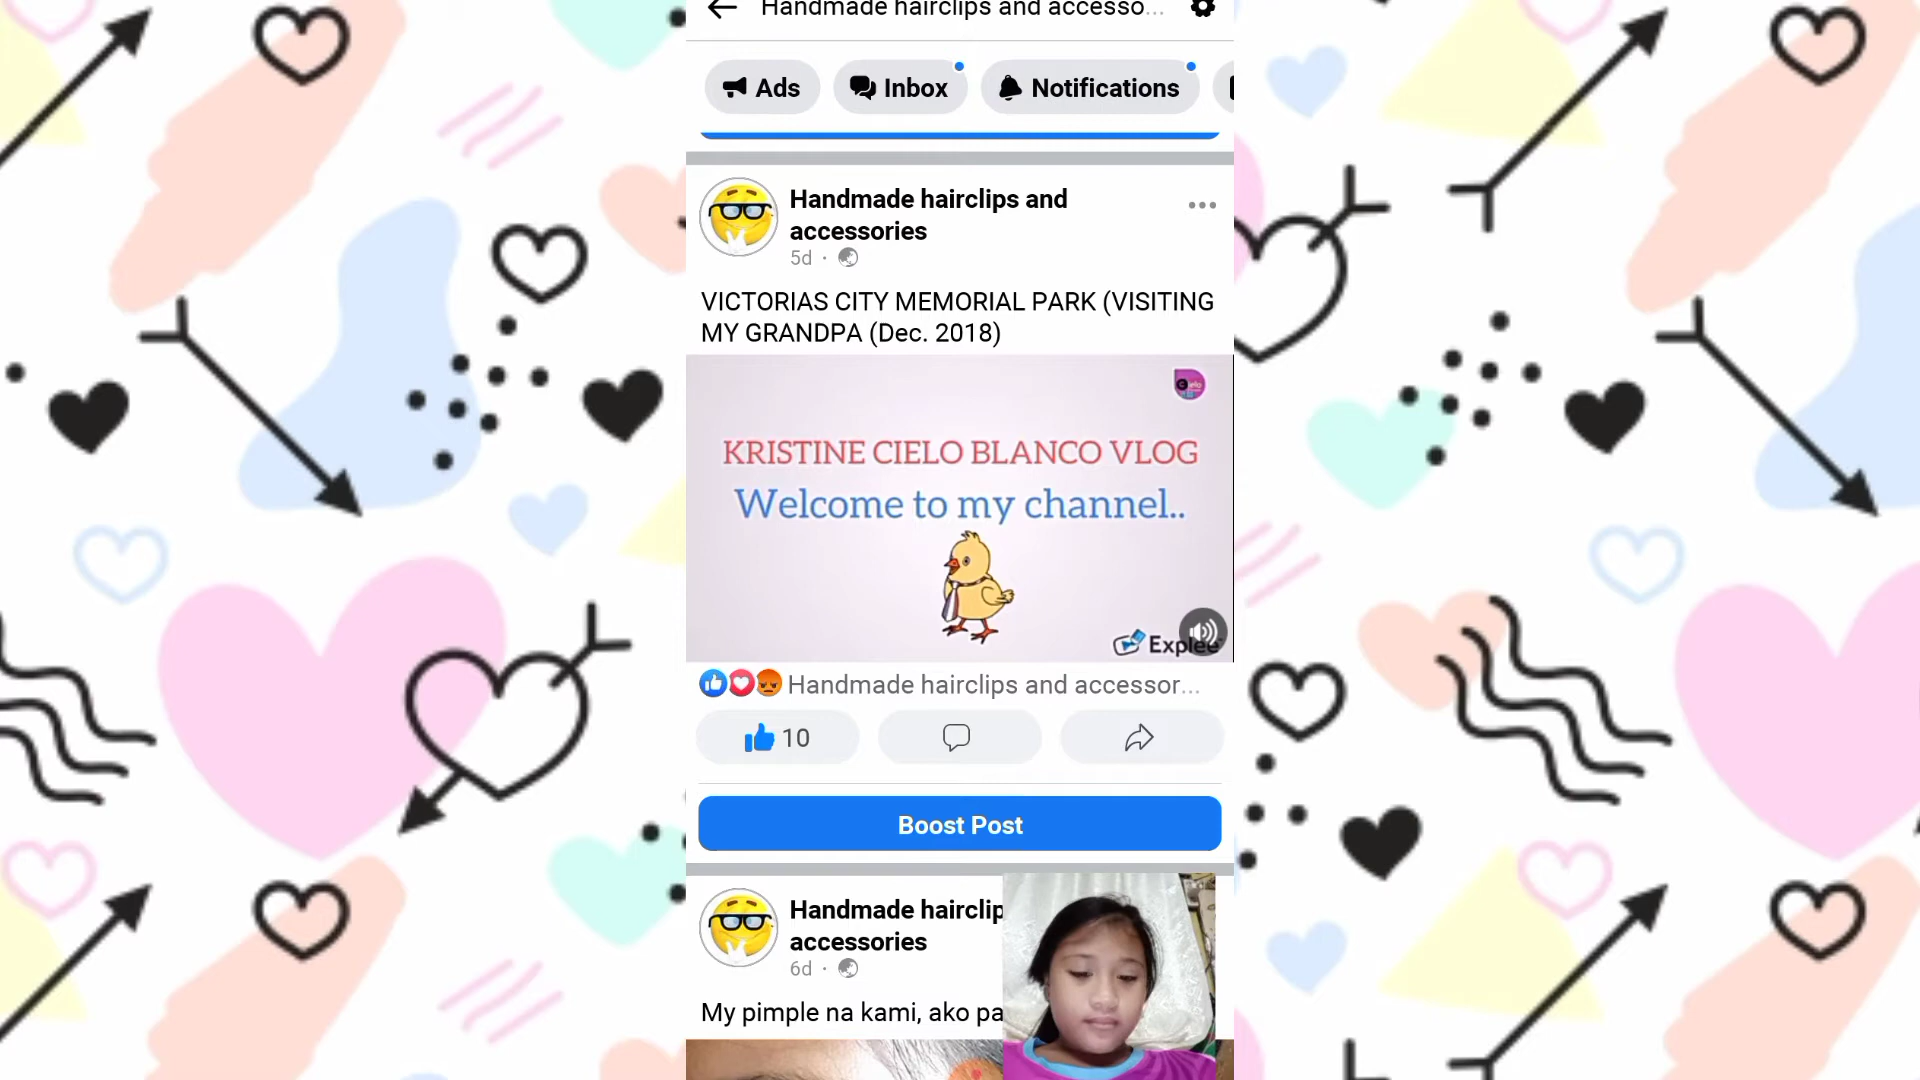 Handmade hairclips and accesso...
Ads
Inbox
Notifications
Handmade hairclips and
accessories
5d
VICTORIAS CITY MEMORIAL PARK (VISITING
MY GRANDPA (Dec. 2018)
KRISTINE CIELO BLANCO VLOG
Welcome to my channel..
Explee
Handmade hairclips and accessor...
10
Boost Post
Handmade hairclip
accessories
6d
My pimple na kami, ako pa